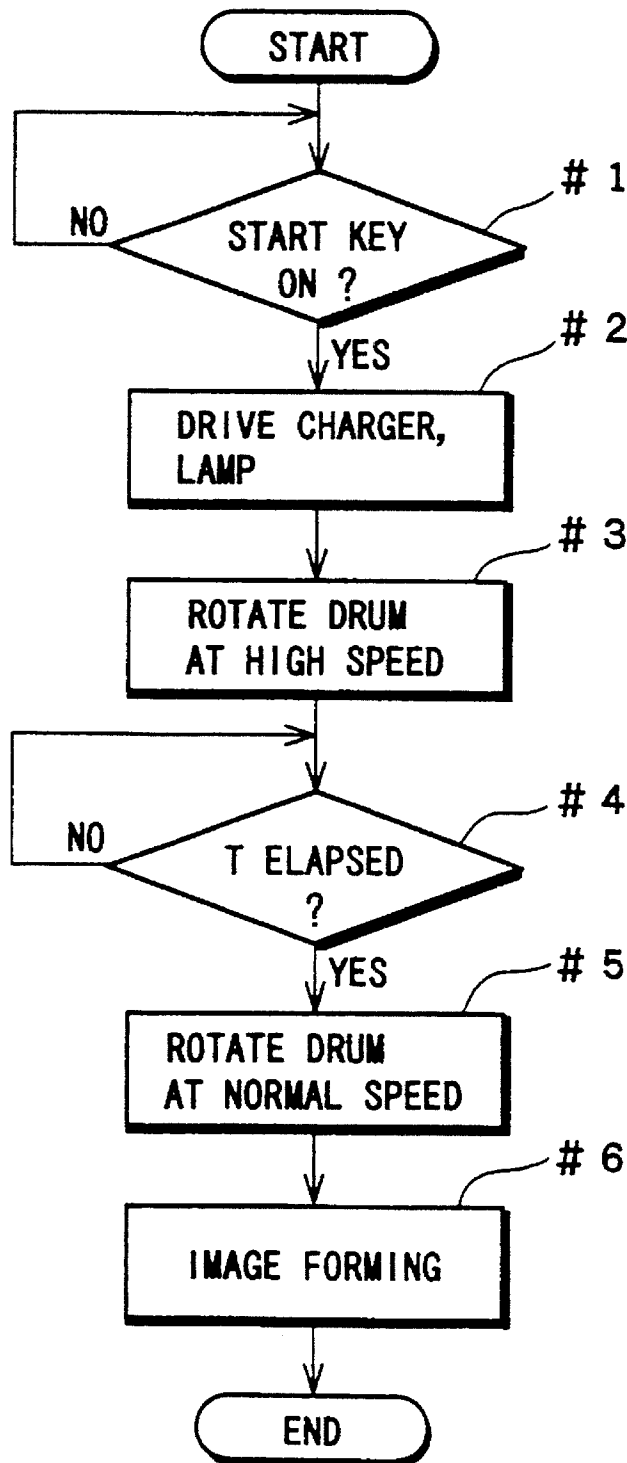 START
# 1
NO
START KEY
ON ?
YES
# 2
DRIVE CHARGER,
LAMP
# 3
ROTATE DRUM
AT HIGH SPEED
# 4
NO
T ELAPSED
?
YES
# 5
ROTATE DRUM
AT NORMAL SPEED
# 6
IMAGE FORMING
END